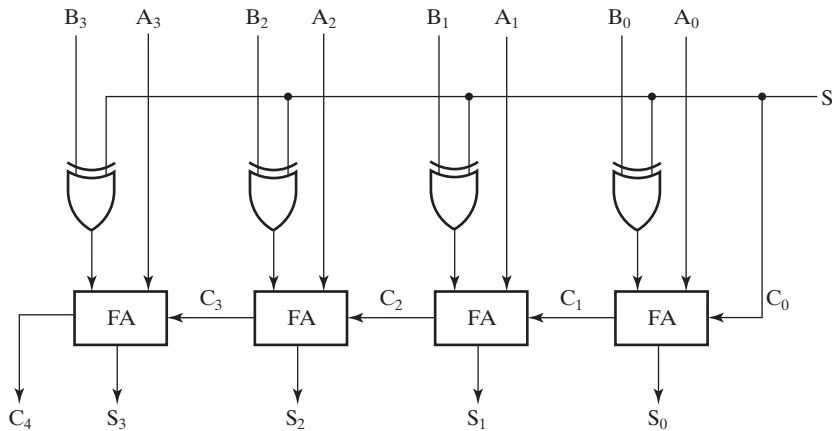 B3 A3 B2 A2 B1 A1 B0 A0
S
FA C3 FA C2 FA C1 FA C0
C4 S3 S2 S1 S0